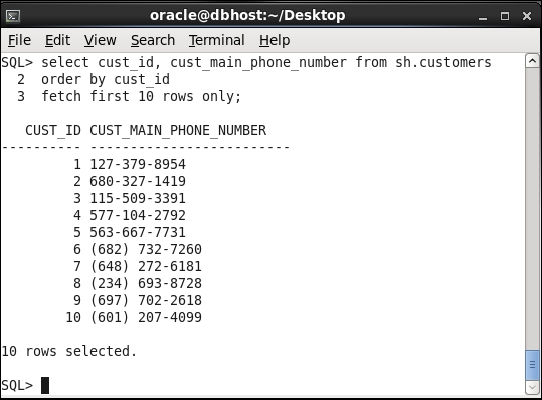 oracle@dbhost:~/Desktop
File Edit View Search Terminal Help
SQL> select cust_id, cust_main_phone_number from sh.customers
  2  order by cust_id
  3  fetch first 10 rows only;
   CUST_ID CUST_MAIN_PHONE_NUMBER
---------- -------------------------
         1 127-379-8954
         2 680-327-1419
         3 115-509-3391
         4 577-104-2792
         5 563-667-7731
         6 (682) 732-7260
         7 (648) 272-6181
         8 (234) 693-8728
         9 (697) 702-2618
        10 (601) 207-4099
10 rows selected.
SQL>